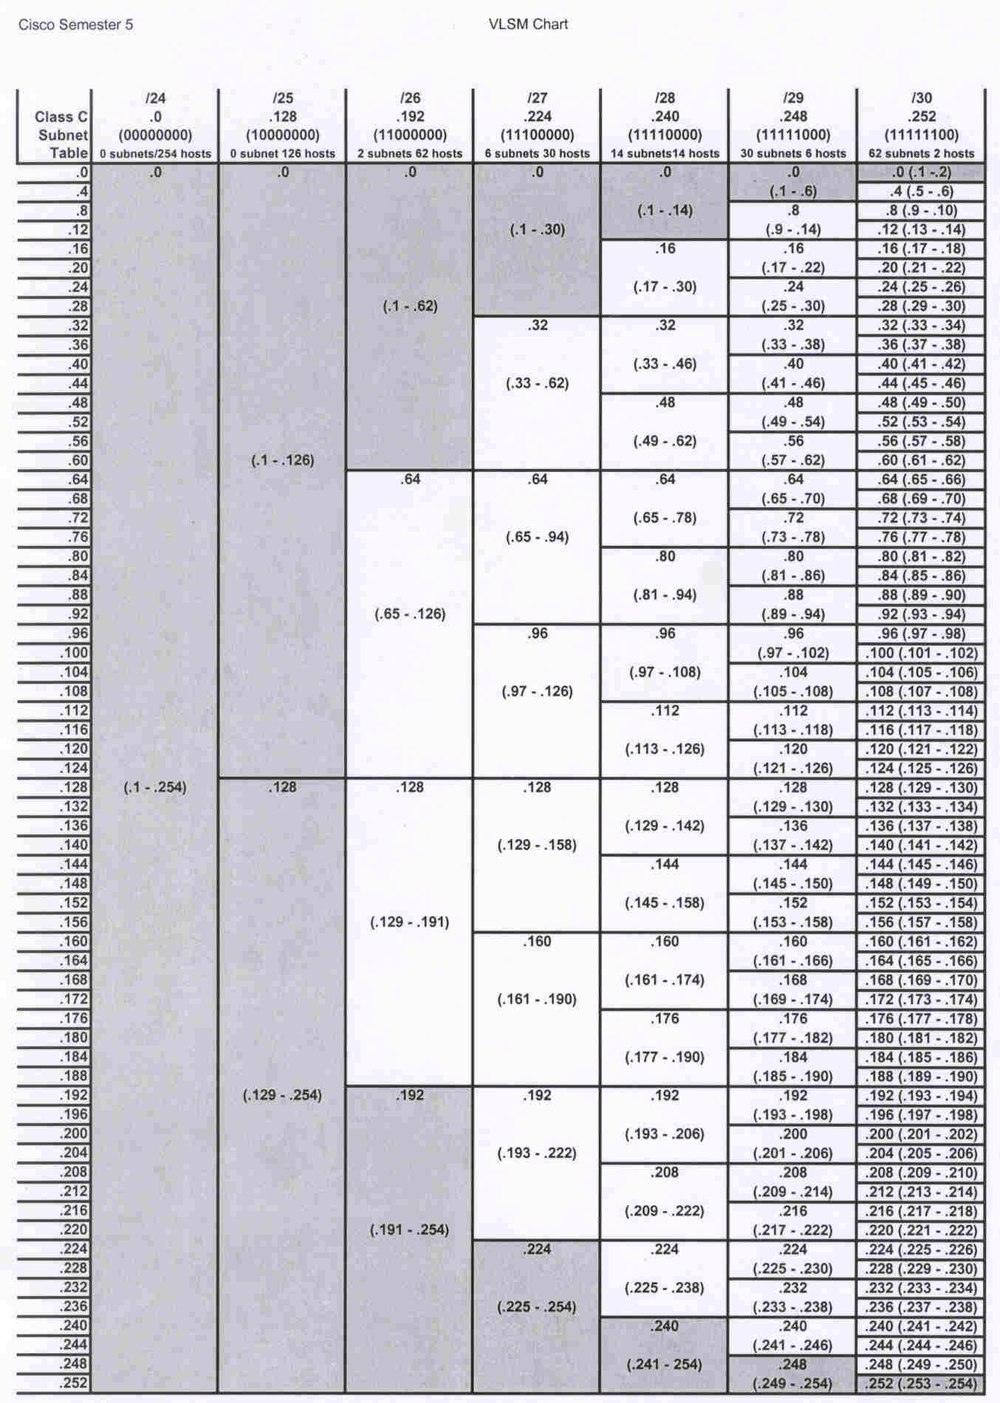 Cisco Semester 5 VLSM Chart
/24 /25 /26 /27 /28 /29 /30
Class C .0 .128 .192 .224 .240 .248 .252
Subnet (00000000) (10000000) (11000000) (11100000) (11110000) (11111000) (11111100)
Table 0 subnets/254 hosts 0 subnet 126 hosts 2 subnets 62 hosts 6 subnets 30 hosts 14 subnets14 hosts 30 subnets 6 hosts 62 subnets 2 hosts
.0 .0 .0 .0 .0 .0 .0 .0 (.1 -.2)
.4 (.1 - .6) .4 (.5 - .6)
.8 (.1 - .14) .8 .8 (.9 - .10)
.12 (.1 - .30) (.9 - .14) .12 (.13 - .14)
.16 .16 .16 .16 (.17 - .18)
.20 (.17 - .22) .20 (.21 - .22)
.24 (.17 - .30) .24 .24 (.25 - .26)
.28 (.1 - .62) (.25 - .30) .28 (.29 - .30)
.32 .32 .32 .32 .32 (.33 - .34)
.36 (.33 - .38) .36 (.37 - .38)
.40 (.33 - .46) .40 .40 (.41 - .42)
.44 (.33 - .62) (.41 - .46) .44 (.45 - .46)
.48 .48 .48 .48 (.49 - .50)
.52 (.49 - .54) .52 (.53 - .54)
.56 (.49 - .62) .56 .56 (.57 - .58)
.60 (.1 - .126) (.57 - .62) .60 (.61 - .62)
.64 .64 .64 .64 .64 .64 (.65 - .66)
.68 (.65 - .70) .68 (.69 - .70)
.72 (.65 - .78) .72 .72 (.73 - .74)
.76 (.65 - .94) (.73 - .78) .76 (.77 - .78)
.80 .80 .80 .80 (.81 - .82)
.84 (.81 - .86) .84 (.85 - .86)
.88 (.81 - .94) .88 .88 (.89 - .90)
.92 (.65 - .126) (.89 - .94) .92 (.93 - .94)
.96 .96 .96 .96 .96 (.97 - .98)
.100 (.97 - .102) .100 (.101 - .102)
.104 (.97 - .108) .104 .104 (.105 - .106)
.108 (.97 - .126) (.105 - .108) .108 (.107 - .108)
.112 .112 .112 .112 (.113 - .114)
.116 (.113 - .118) .116 (.117 - .118)
.120 (.113 - .126) .120 .120 (.121 - .122)
.124 (.121 - .126) .124 (.125 - .126)
.128 (.1 - .254) .128 .128 .128 .128 .128 .128 (.129 - .130)
.132 (.129 - .130) .132 (.133 - .134)
.136 (.129 - .142) .136 .136 (.137 - .138)
.140 (.129 - .158) (.137 - .142) .140 (.141 - .142)
.144 .144 .144 .144 (.145 - .146)
.148 (.145 - .150) .148 (.149 - .150)
.152 (.145 - .158) .152 .152 (.153 - .154)
.156 (.129 - .191) (.153 - .158) .156 (.157 - .158)
.160 .160 .160 .160 .160 (.161 - .162)
.164 (.161 - .166) .164 (.165 - .166)
.168 (.161 - .174) .168 .168 (.169 - .170)
.172 (.161 - .190) (.169 - .174) .172 (.173 - .174)
.176 .176 .176 .176 (.177 - .178)
.180 (.177 - .182) .180 (.181 - .182)
.184 (.177 - .190) .184 .184 (.185 - .186)
.188 (.185 - .190) .188 (.189 - .190)
.192 (.129 - .254) .192 .192 .192 .192 .192 (.193 - .194)
.196 (.193 - .198) .196 (.197 - .198)
.200 (.193 - .206) .200 .200 (.201 - .202)
.204 (.193 - .222) (.201 - .206) .204 (.205 - .206)
.208 .208 .208 .208 (.209 - .210)
.212 (.209 - .214) .212 (.213 - .214)
.216 (.209 - .222) .216 .216 (.217 - .218)
.220 (.191 - .254) (.217 - .222) .220 (.221 - .222)
.224 .224 .224 .224 .224 (.225 - .226)
.228 (.225 - .230) .228 (.229 - .230)
.232 (.225 - .238) .232 .232 (.233 - .234)
.236 (.225 - .254) (.233 - .238) .236 (.237 - .238)
.240 .240 .240 .240 (.241 - .242)
.244 (.241 - .246) .244 (.244 - .246)
.248 (.241 - 254) .248 .248 (.249 - .250)
.252 (.249 - .254) .252 (.253 - .254)